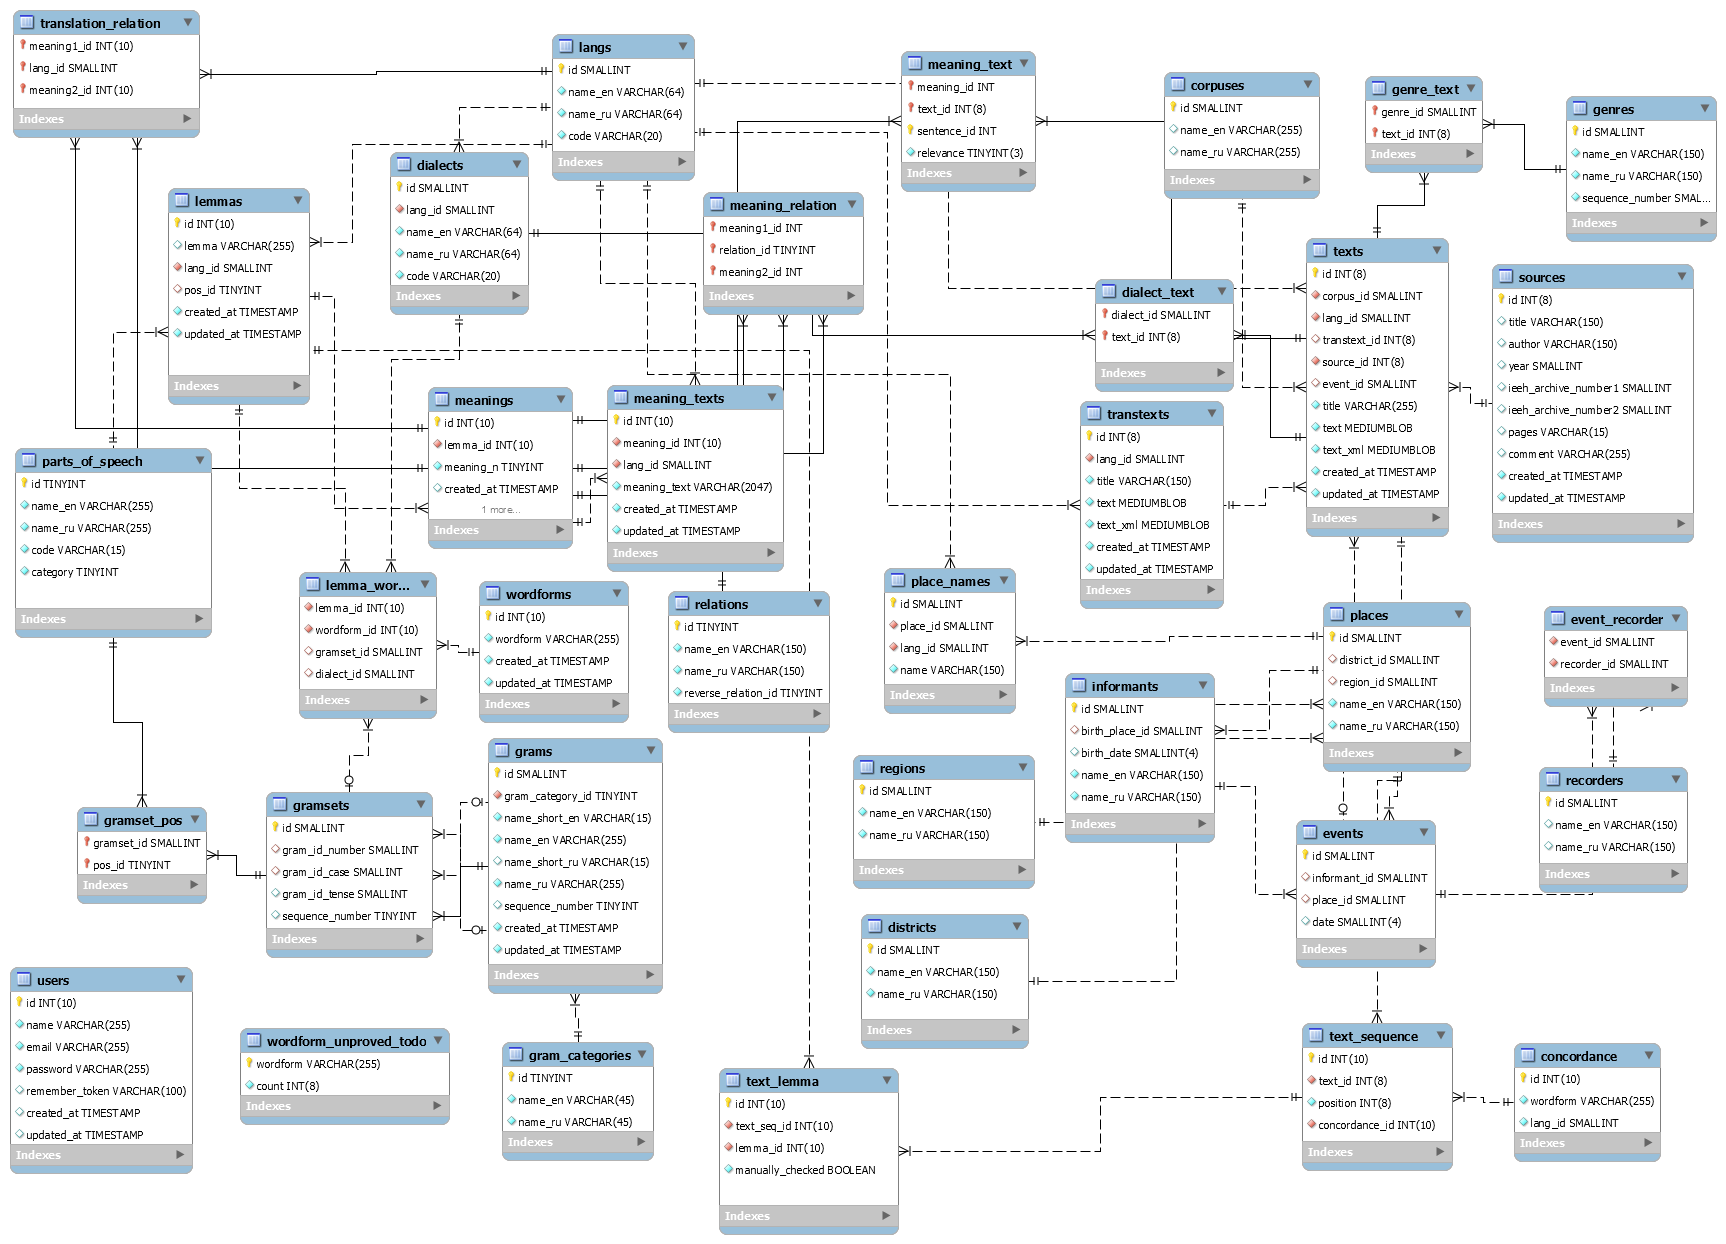 translation_relation
meaning1_id INT(10)
lang_id SMALLINT
meaning2_id INT(10)
Indexes
langs
id SMALLINT
name_en VARCHAR(64)
name_ru VARCHAR(64)
code VARCHAR(20)
Indexes
meaning_text
meaning_id INT
text_id INT(8)
sentence_id INT
relevance TINYINT(3)
Indexes
corpuses
id SMALLINT
name_en VARCHAR(255)
name_ru VARCHAR(255)
Indexes
genre_text
genre_id SMALLINT
text_id INT(8)
Indexes
genres
id SMALLINT
name_en VARCHAR(150)
name_ru VARCHAR(150)
sequence_number SMAL...
Indexes
dialects
id SMALLINT
lang_id SMALLINT
name_en VARCHAR(64)
name_ru VARCHAR(64)
code VARCHAR(20)
Indexes
lemmas
id INT(10)
lemma VARCHAR(255)
lang_id SMALLINT
pos_id TINYINT
created_at TIMESTAMP
updated_at TIMESTAMP
Indexes
meaning_relation
meaning1_id INT
relation_id TINYINT
meaning2_id INT
Indexes
texts
id INT(8)
corpus_id SMALLINT
lang_id SMALLINT
transtext_id INT(8)
source_id INT(8)
event_id SMALLINT
title VARCHAR(255)
text MEDIUMBLOB
text_xml MEDIUMBLOB
created_at TIMESTAMP
updated_at TIMESTAMP
Indexes
sources
id INT(8)
title VARCHAR(150)
author VARCHAR(150)
year SMALLINT
ieeh_archive_number1 SMALLINT
ieeh_archive_number2 SMALLINT
pages VARCHAR(15)
comment VARCHAR(255)
created_at TIMESTAMP
updated_at TIMESTAMP
Indexes
dialect_text
dialect_id SMALLINT
text_id INT(8)
Indexes
meanings
id INT(10)
lemma_id INT(10)
meaning_n TINYINT
created_at TIMESTAMP
1 more...
Indexes
meaning_texts
id INT(10)
meaning_id INT(10)
lang_id SMALLINT
meaning_text VARCHAR(2047)
created_at TIMESTAMP
updated_at TIMESTAMP
Indexes
transtexts
id INT(8)
lang_id SMALLINT
title VARCHAR(150)
text MEDIUMBLOB
text_xml MEDIUMBLOB
created_at TIMESTAMP
updated_at TIMESTAMP
Indexes
parts_of_speech
id TINYINT
name_en VARCHAR(255)
name_ru VARCHAR(255)
code VARCHAR(15)
category TINYINT
Indexes
lemma_wor...
lemma_id INT(10)
wordform_id INT(10)
gramset_id SMALLINT
dialect_id SMALLINT
Indexes
wordforms
id INT(10)
wordform VARCHAR(255)
created_at TIMESTAMP
updated_at TIMESTAMP
Indexes
relations
id TINYINT
name_en VARCHAR(150)
name_ru VARCHAR(150)
reverse_relation_id TINYINT
Indexes
place_names
id SMALLINT
place_id SMALLINT
lang_id SMALLINT
name VARCHAR(150)
Indexes
places
id SMALLINT
district_id SMALLINT
region_id SMALLINT
name_en VARCHAR(150)
name_ru VARCHAR(150)
Indexes
event_recorder
event_id SMALLINT
recorder_id SMALLINT
Indexes
informants
id SMALLINT
birth_place_id SMALLINT
birth_date SMALLINT(4)
name_en VARCHAR(150)
name_ru VARCHAR(150)
Indexes
grams
id SMALLINT
gram_category_id TINYINT
name_short_en VARCHAR(15)
name_en VARCHAR(255)
name_short_ru VARCHAR(15)
name_ru VARCHAR(255)
sequence_number TINYINT
created_at TIMESTAMP
updated_at TIMESTAMP
Indexes
regions
id SMALLINT
name_en VARCHAR(150)
name_ru VARCHAR(150)
Indexes
recorders
id SMALLINT
name_en VARCHAR(150)
name_ru VARCHAR(150)
Indexes
gramset_pos
gramset_id SMALLINT
pos_id TINYINT
Indexes
gramsets
id SMALLINT
gram_id_number SMALLINT
gram_id_case SMALLINT
gram_id_tense SMALLINT
sequence_number TINYINT
Indexes
events
id SMALLINT
informant_id SMALLINT
place_id SMALLINT
date SMALLINT(4)
Indexes
districts
id SMALLINT
name_en VARCHAR(150)
name_ru VARCHAR(150)
Indexes
users
id INT(10)
name VARCHAR(255)
email VARCHAR(255)
password VARCHAR(255)
remember_token VARCHAR(100)
created_at TIMESTAMP
updated_at TIMESTAMP
Indexes
wordform_unproved_todo
wordform VARCHAR(255)
count INT(8)
Indexes
gram_categories
id TINYINT
name_en VARCHAR(45)
name_ru VARCHAR(45)
Indexes
text_lemma
id INT(10)
text_seq_id INT(10)
lemma_id INT(10)
manually_checked BOOLEAN
Indexes
text_sequence
id INT(10)
text_id INT(8)
position INT(8)
concordance_id INT(10)
Indexes
concordance
id INT(10)
wordform VARCHAR(255)
lang_id SMALLINT
Indexes